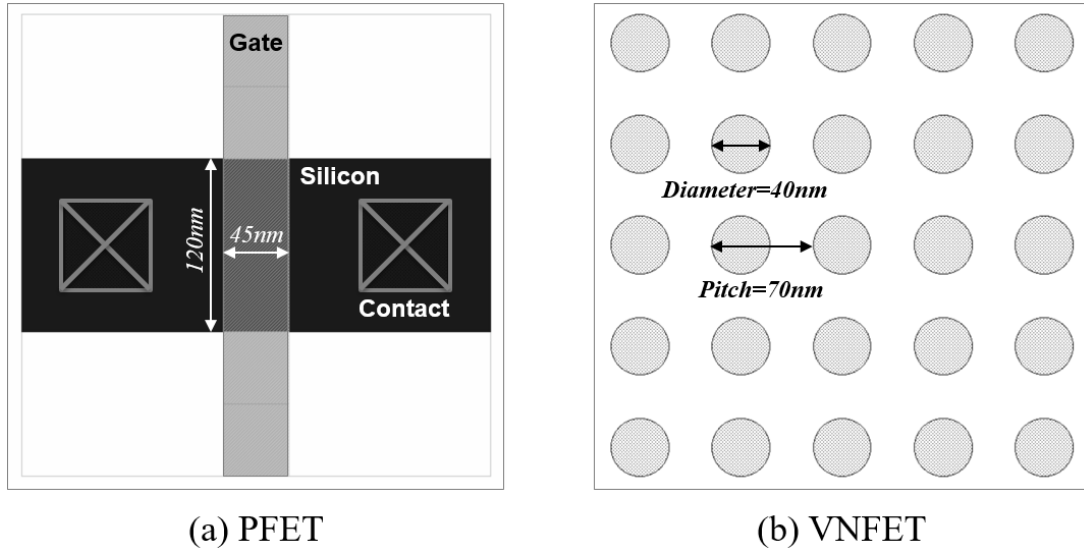 Gate
Silicon
120nm
45nm
Contact
(a) PFET
Diameter=40nm
Pitch=70nm
(b) VNFET